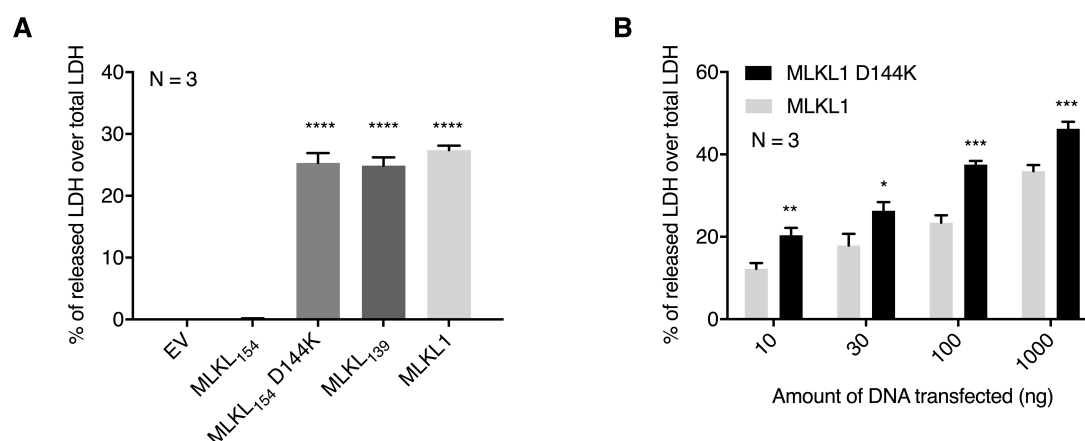 A
% of released LDH over total LDH
40
30
20
10
0
N = 3
****
****
****
EV
MLKL₁₅₄
MLKL₁₅₄ D144K
MLKL₁₃₉
MLKL1
B
% of released LDH over total LDH
60
40
20
0
MLKL1 D144K
MLKL1
N = 3
**
*
***
***
10
30
100
1000
Amount of DNA transfected (ng)